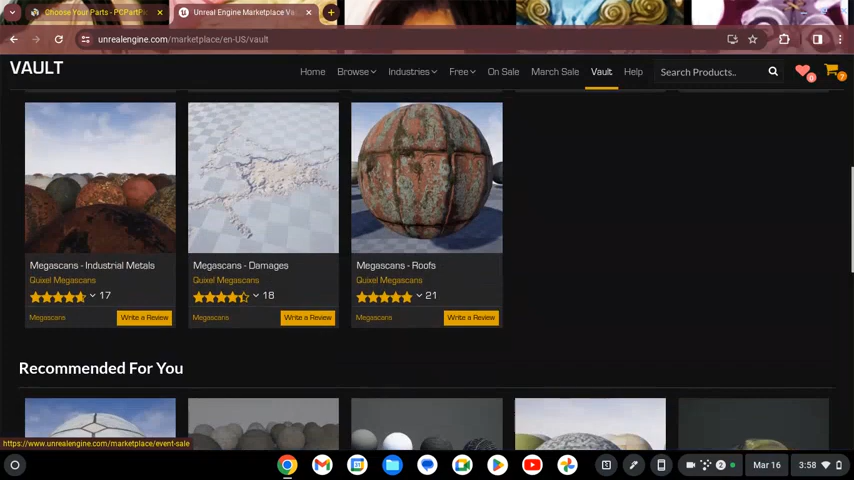 Choose Your Parts - PCPartPi
Unreal Engine Marketplace Va
unrealengine.com/marketplace/en-US/vault
VAULT
Home Browse Industries Free On Sale March Sale Vault Help Search Products.. 0 7
Megascans - Industrial Metals
Quixel Megascans
17
Megascans Write a Review
Megascans - Damages
Quixel Megascans
18
Megascans Write a Review
Megascans - Roofs
Quixel Megascans
21
Megascans Write a Review
Recommended For You
https://www.unrealengine.com/marketplace/event-sale
2 Mar 16 3:58